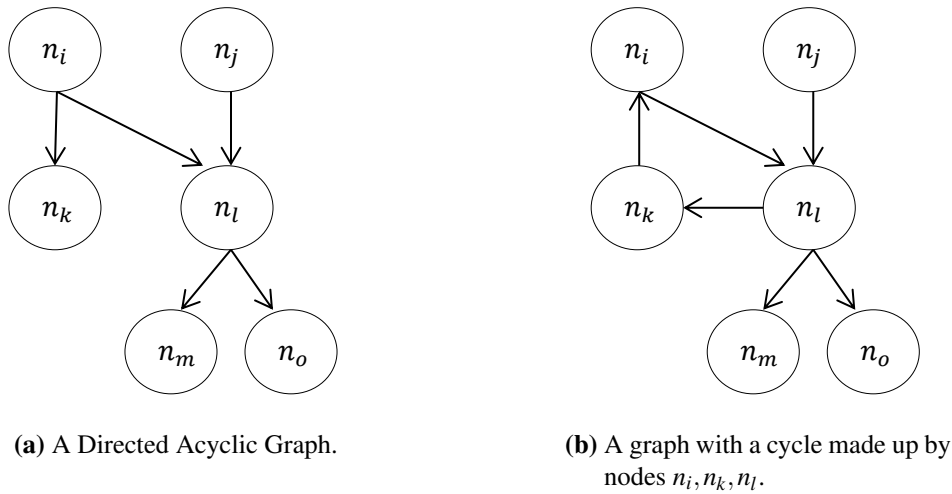 n_i n_j n_i n_j
n_k n_l n_k n_l
n_m n_o n_m n_o
(a) A Directed Acyclic Graph.
(b) A graph with a cycle made up by
nodes n_i, n_k, n_l.